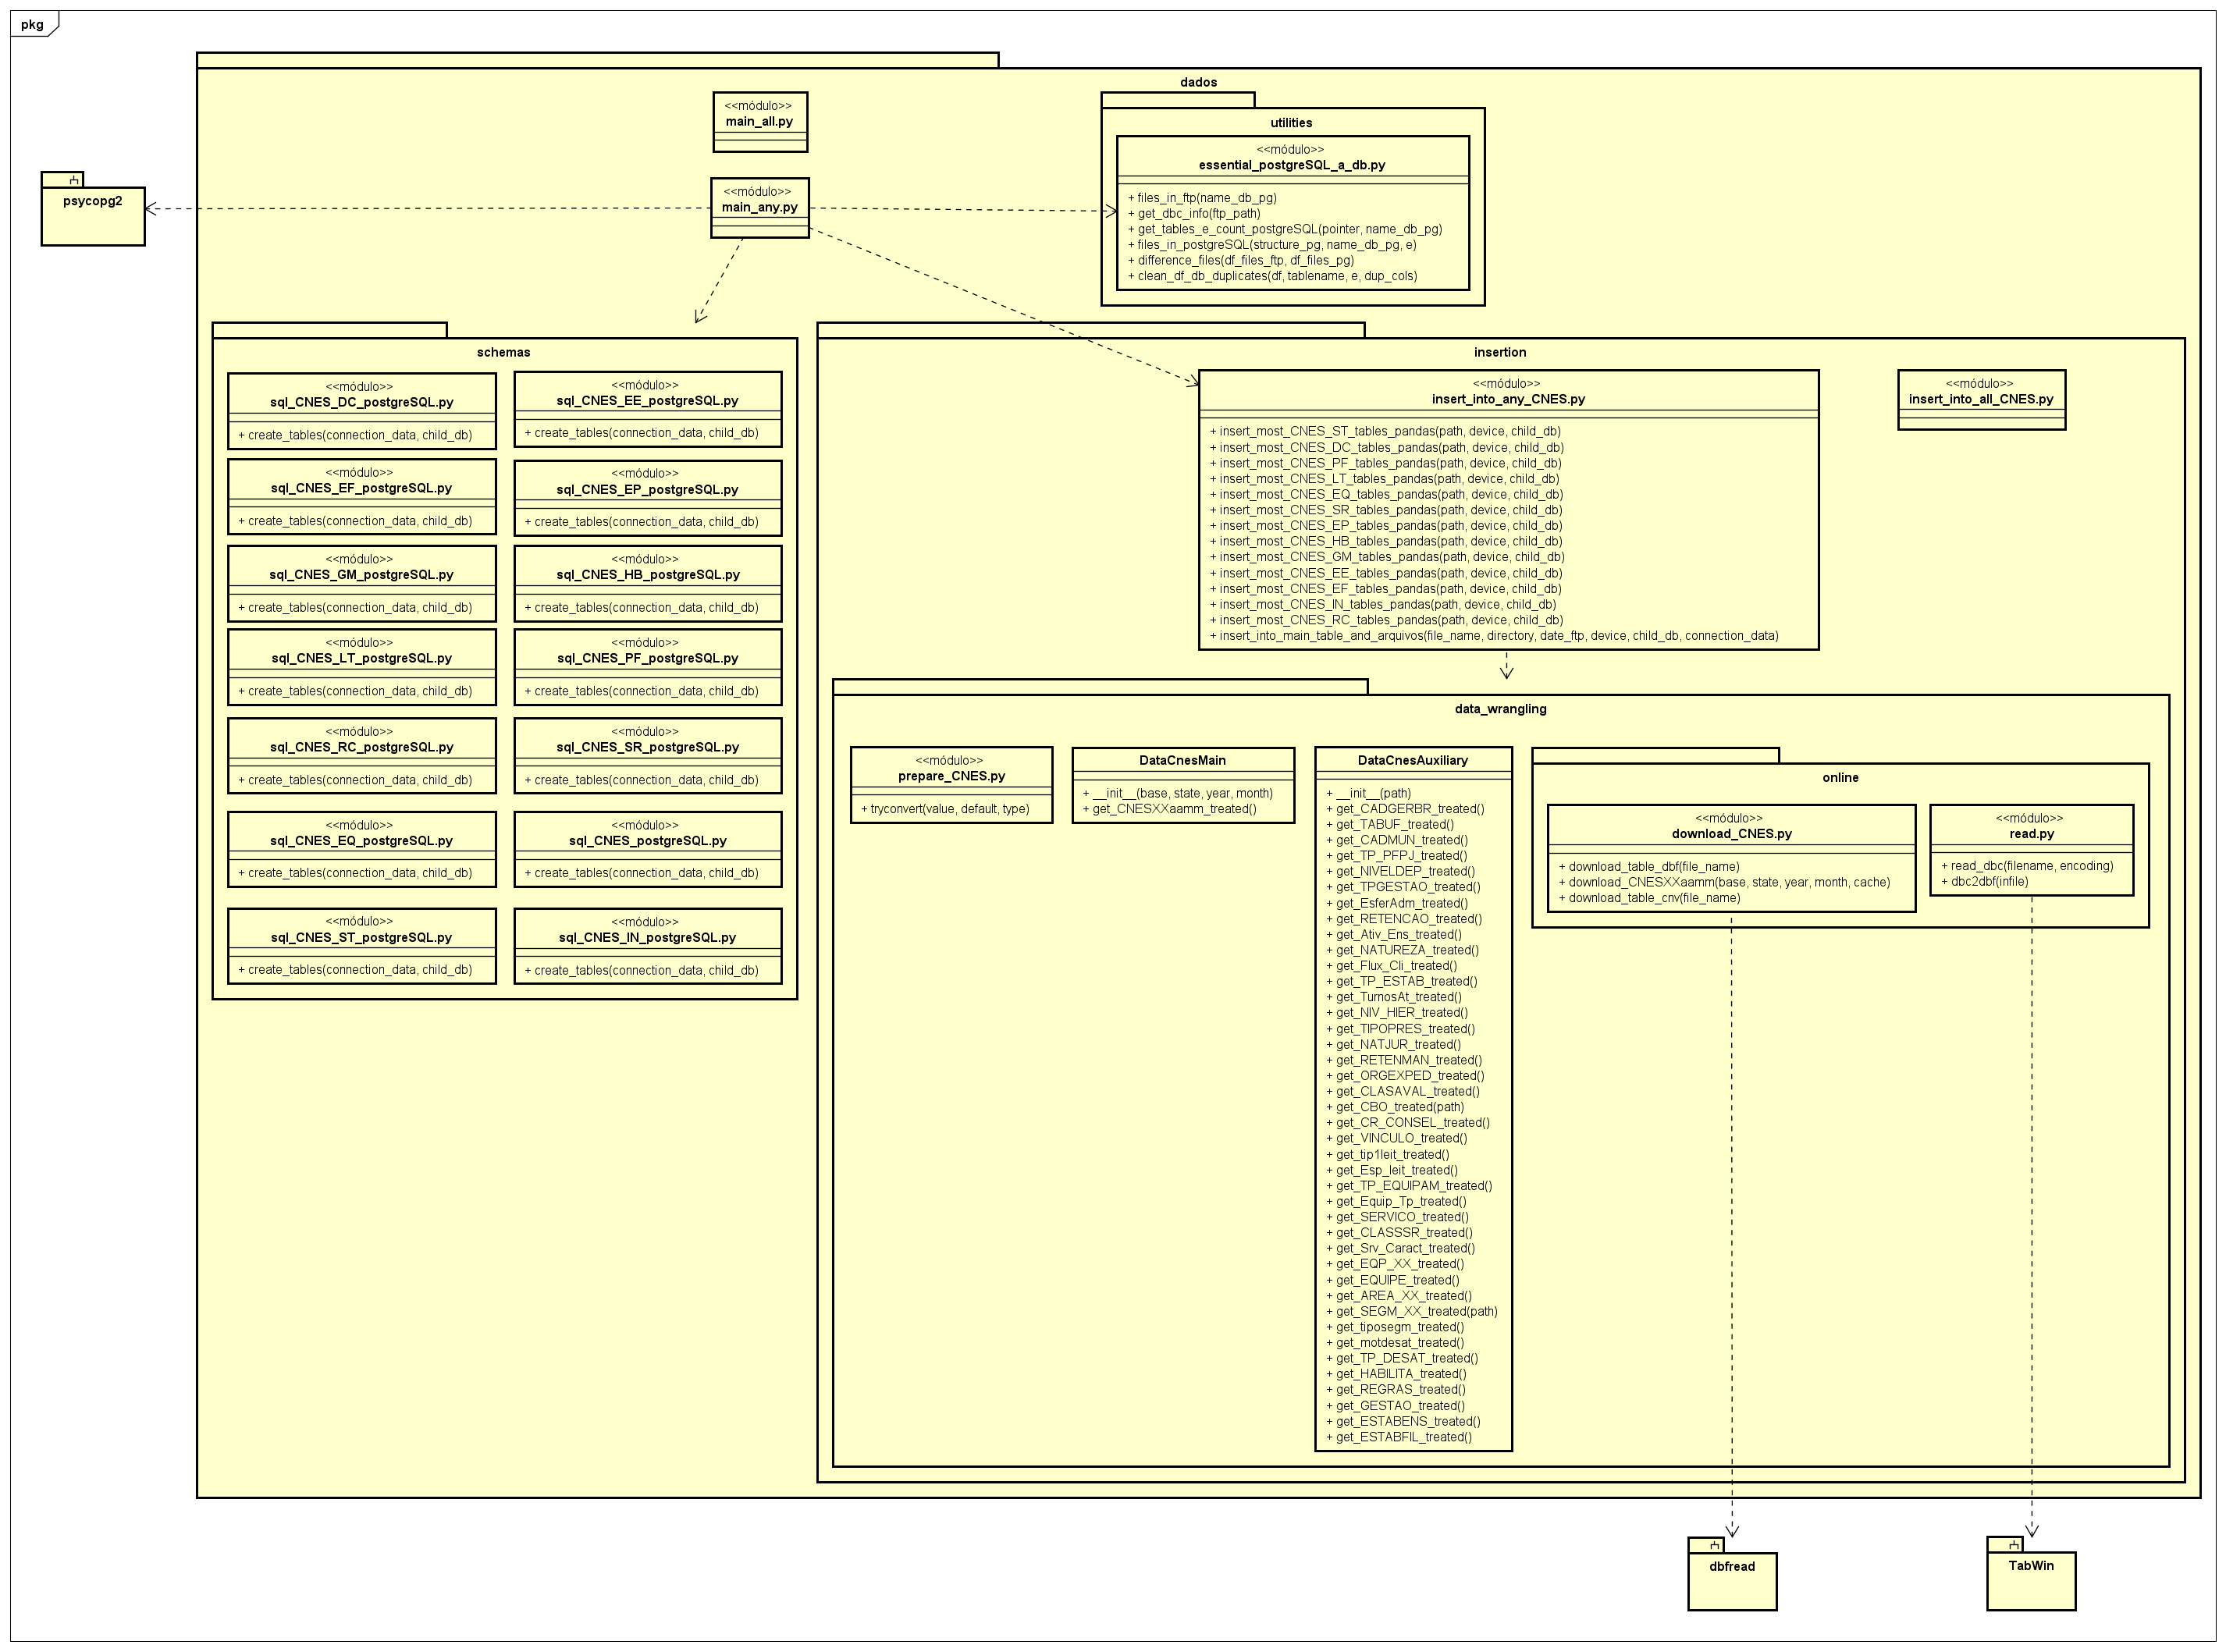 pkg
dados
<<módulo>>
main_all.py
<<módulo>>
main_any.py
psycopg2
utilities
<<módulo>>
essential_postgreSQL_a_db.py
+ files_in_ftp(name_db_pg)
+ get_dbc_info(ftp_path)
+ get_tables_e_count_postgreSQL(pointer, name_db_pg)
+ files_in_postgreSQL(structure_pg, name_db_pg, e)
+ difference_files(df_files_ftp, df_files_pg)
+ clean_df_db_duplicates(df, tablename, e, dup_cols)
schemas
<<módulo>>
sql_CNES_DC_postgreSQL.py
+ create_tables(connection_data, child_db)
<<módulo>>
sql_CNES_EE_postgreSQL.py
+ create_tables(connection_data, child_db)
<<módulo>>
sql_CNES_EF_postgreSQL.py
+ create_tables(connection_data, child_db)
<<módulo>>
sql_CNES_EP_postgreSQL.py
+ create_tables(connection_data, child_db)
<<módulo>>
sql_CNES_GM_postgreSQL.py
+ create_tables(connection_data, child_db)
<<módulo>>
sql_CNES_HB_postgreSQL.py
+ create_tables(connection_data, child_db)
<<módulo>>
sql_CNES_LT_postgreSQL.py
+ create_tables(connection_data, child_db)
<<módulo>>
sql_CNES_PF_postgreSQL.py
+ create_tables(connection_data, child_db)
<<módulo>>
sql_CNES_RC_postgreSQL.py
+ create_tables(connection_data, child_db)
<<módulo>>
sql_CNES_SR_postgreSQL.py
+ create_tables(connection_data, child_db)
<<módulo>>
sql_CNES_EQ_postgreSQL.py
+ create_tables(connection_data, child_db)
<<módulo>>
sql_CNES_postgreSQL.py
+ create_tables(connection_data, child_db)
<<módulo>>
sql_CNES_ST_postgreSQL.py
+ create_tables(connection_data, child_db)
<<módulo>>
sql_CNES_IN_postgreSQL.py
+ create_tables(connection_data, child_db)
insertion
<<módulo>>
insert_into_any_CNES.py
+ insert_most_CNES_ST_tables_pandas(path, device, child_db)
+ insert_most_CNES_DC_tables_pandas(path, device, child_db)
+ insert_most_CNES_PF_tables_pandas(path, device, child_db)
+ insert_most_CNES_LT_tables_pandas(path, device, child_db)
+ insert_most_CNES_EQ_tables_pandas(path, device, child_db)
+ insert_most_CNES_SR_tables_pandas(path, device, child_db)
+ insert_most_CNES_EP_tables_pandas(path, device, child_db)
+ insert_most_CNES_HB_tables_pandas(path, device, child_db)
+ insert_most_CNES_GM_tables_pandas(path, device, child_db)
+ insert_most_CNES_EE_tables_pandas(path, device, child_db)
+ insert_most_CNES_EF_tables_pandas(path, device, child_db)
+ insert_most_CNES_IN_tables_pandas(path, device, child_db)
+ insert_most_CNES_RC_tables_pandas(path, device, child_db)
+ insert_into_main_table_and_arquivos(file_name, directory, date_ftp, device, child_db, connection_data)
<<módulo>>
insert_into_all_CNES.py
data_wrangling
<<módulo>>
prepare_CNES.py
+ tryconvert(value, default, type)
DataCnesMain
+ __init__(base, state, year, month)
+ get_CNESXXaamm_treated()
DataCnesAuxiliary
+ __init__(path)
+ get_CADGERBR_treated()
+ get_TABUF_treated()
+ get_CADMUN_treated()
+ get_TP_PFPJ_treated()
+ get_NIVELDEP_treated()
+ get_TPGESTAO_treated()
+ get_EsferAdm_treated()
+ get_RETENCAO_treated()
+ get_Ativ_Ens_treated()
+ get_NATUREZA_treated()
+ get_Flux_Cli_treated()
+ get_TP_ESTAB_treated()
+ get_TurnosAt_treated()
+ get_NIV_HIER_treated()
+ get_TIPOPRES_treated()
+ get_NATJUR_treated()
+ get_RETENMAN_treated()
+ get_ORGEXPED_treated()
+ get_CLASAVAL_treated()
+ get_CBO_treated(path)
+ get_CR_CONSEL_treated()
+ get_VINCULO_treated()
+ get_tip1leit_treated()
+ get_Esp_leit_treated()
+ get_TP_EQUIPAM_treated()
+ get_Equip_Tp_treated()
+ get_SERVICO_treated()
+ get_CLASSSR_treated()
+ get_Srv_Caract_treated()
+ get_EQP_XX_treated()
+ get_EQUIPE_treated()
+ get_AREA_XX_treated()
+ get_SEGM_XX_treated(path)
+ get_tiposegm_treated()
+ get_motdesat_treated()
+ get_TP_DESAT_treated()
+ get_HABILITA_treated()
+ get_REGRAS_treated()
+ get_GESTAO_treated()
+ get_ESTABENS_treated()
+ get_ESTABFIL_treated()
online
<<módulo>>
download_CNES.py
+ download_table_dbf(file_name)
+ download_CNESXXaamm(base, state, year, month, cache)
+ download_table_cnv(file_name)
<<módulo>>
read.py
+ read_dbc(filename, encoding)
+ dbc2dbf(infile)
dbfread
TabWin